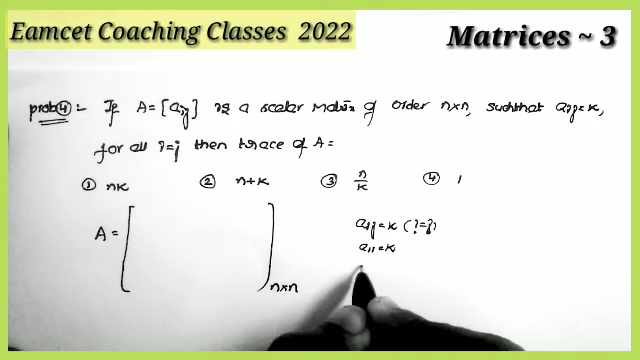 Eamcet Coaching Classes 2022
Matrices ~ 3
prob④:- If A = [aij] is a scalar Matrix of order n×n, such that aij = k,
for all i=j then trace of A =
① nk ② n+k ③ n/k ④ 1
A = [ ]n×n
aij = k (i=j)
a11 = k